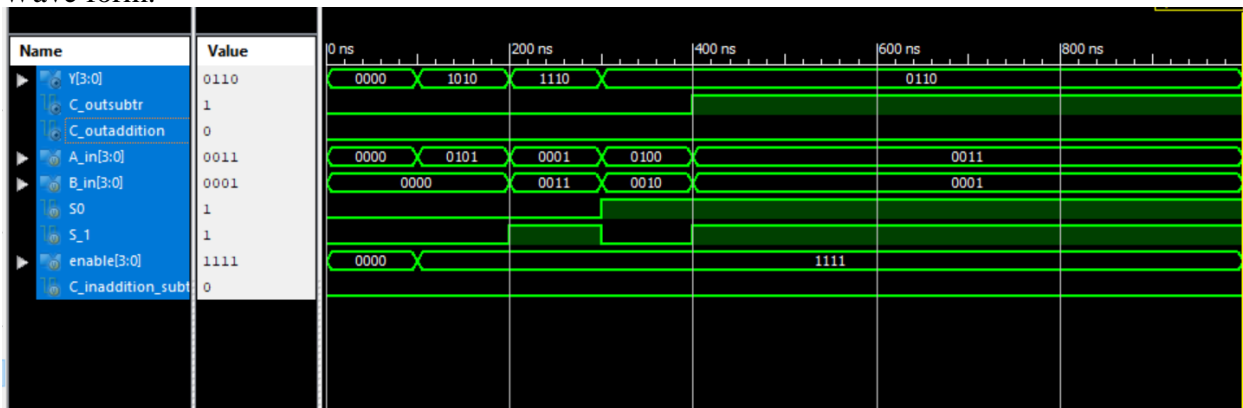 Wave form:
Name Value 0 ns 200 ns 400 ns 600 ns 800 ns
Y[3:0] 0110 0000 1010 1110 0110
C_outsubtr 1
C_outaddition 0
A_in[3:0] 0011 0000 0101 0001 0100 0011
B_in[3:0] 0001 0000 0011 0010 0001
S0 1
S_1 1
enable[3:0] 1111 0000 1111
C_inaddition_subt 0